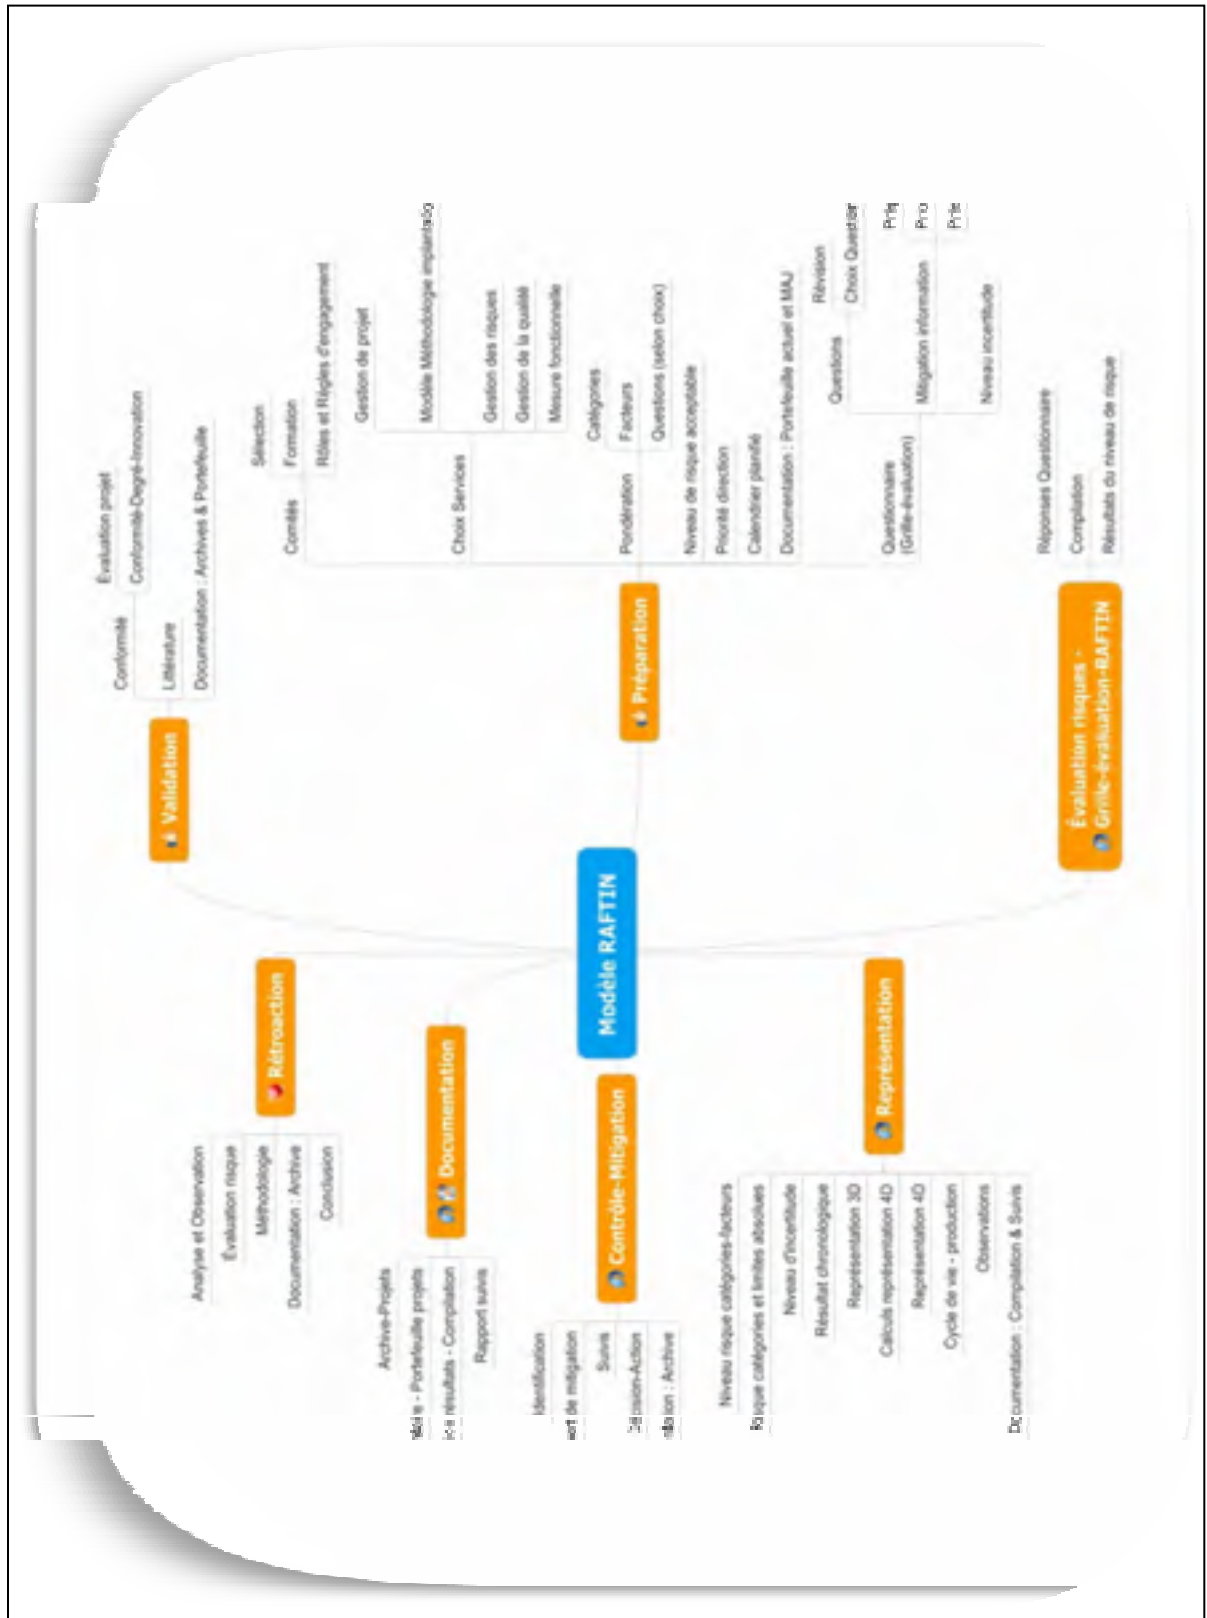 Modèle RAFTIN
Validation
Conformité
Évaluation projet
Conformité-Degré-Innovation
Littérature
Documentation : Archives & Portefeuille
Préparation
Comités
Sélection
Formation
Rôles et Règles d'engagement
Choix Services
Gestion de projet
Modèle Méthodologie
Gestion des risques
Gestion de la qualité
Mesure fonctionnelle
Pondération
Catégories
Facteurs
Questions (selon choix)
Niveau de risque acceptable
Priorité direction
Calendrier planifié
Documentation : Portefeuille actuel et MAJ
Questionnaire
(Grille-évaluation)
Questions
Révision
Choix
Mitigation information
Niveau incertitude
Évaluation risques -
Grille-évaluation-RAFTIN
Réponses Questionnaire
Compilation
Résultats du niveau de risque
Rétroaction
Analyse et Observation
Évaluation risque
Méthodologie
Documentation : Archive
Conclusion
Documentation
Archive-Projets
- Portefeuille projets
résultats - Compilation
Rapport suivis
Contrôle-Mitigation
Identification
de mitigation
Suivis
: Archive
Représentation
Niveau risque catégories-facteurs
catégories et limites absolues
Niveau d'incertitude
Résultat chronologique
Représentation 3D
Calculs représentation 4D
Représentation 4D
Cycle de vie - production
Observations
Documentation : Compilation & Suivis